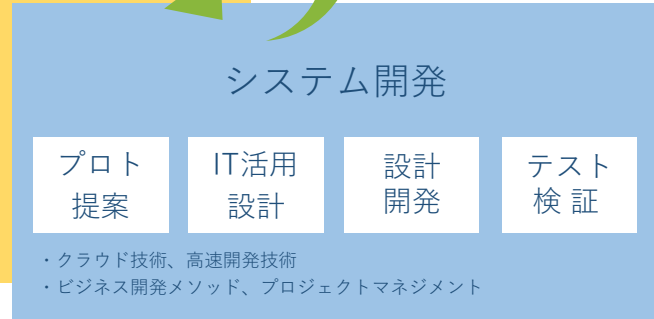 システム開発
プロト
提案
IT活用
設計
設計
開発
テスト
検 証
・クラウド技術、高速開発技術
・ビジネス開発メソッド、プロジェクトマネジメント